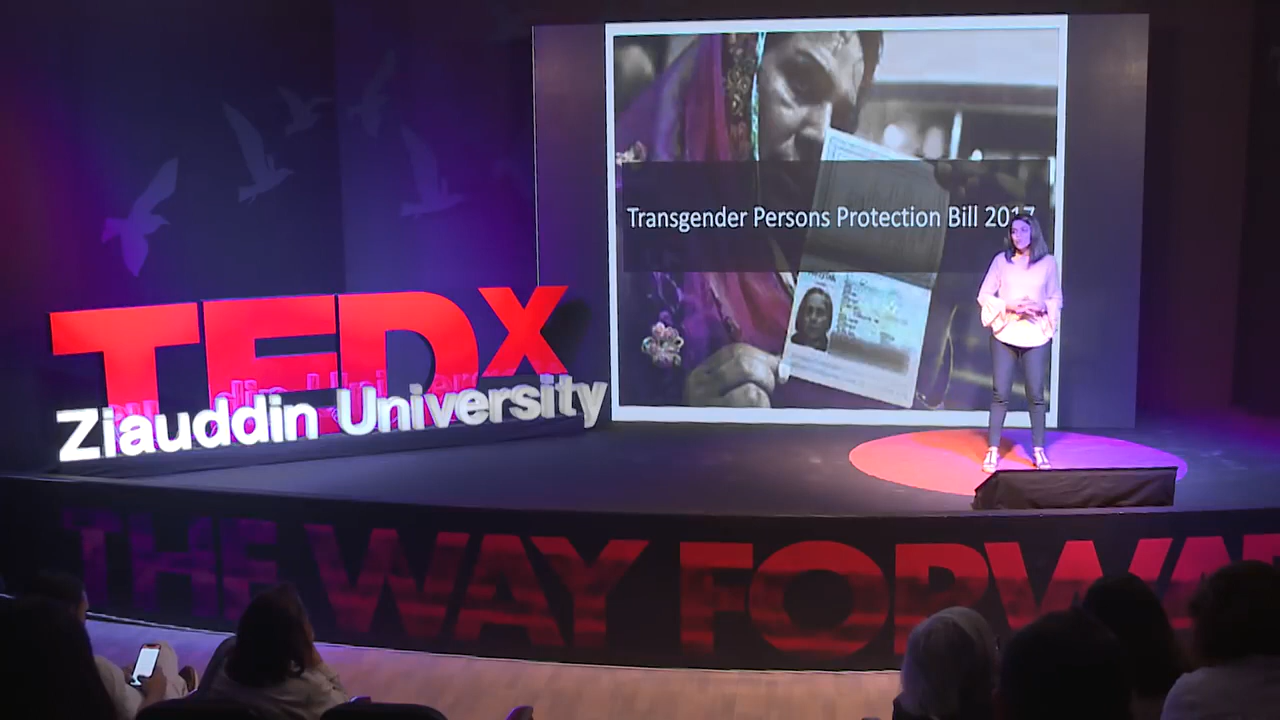 Transgender Persons Protection Bill 2017
TEDx
Ziauddin University
THE WAY FORWA